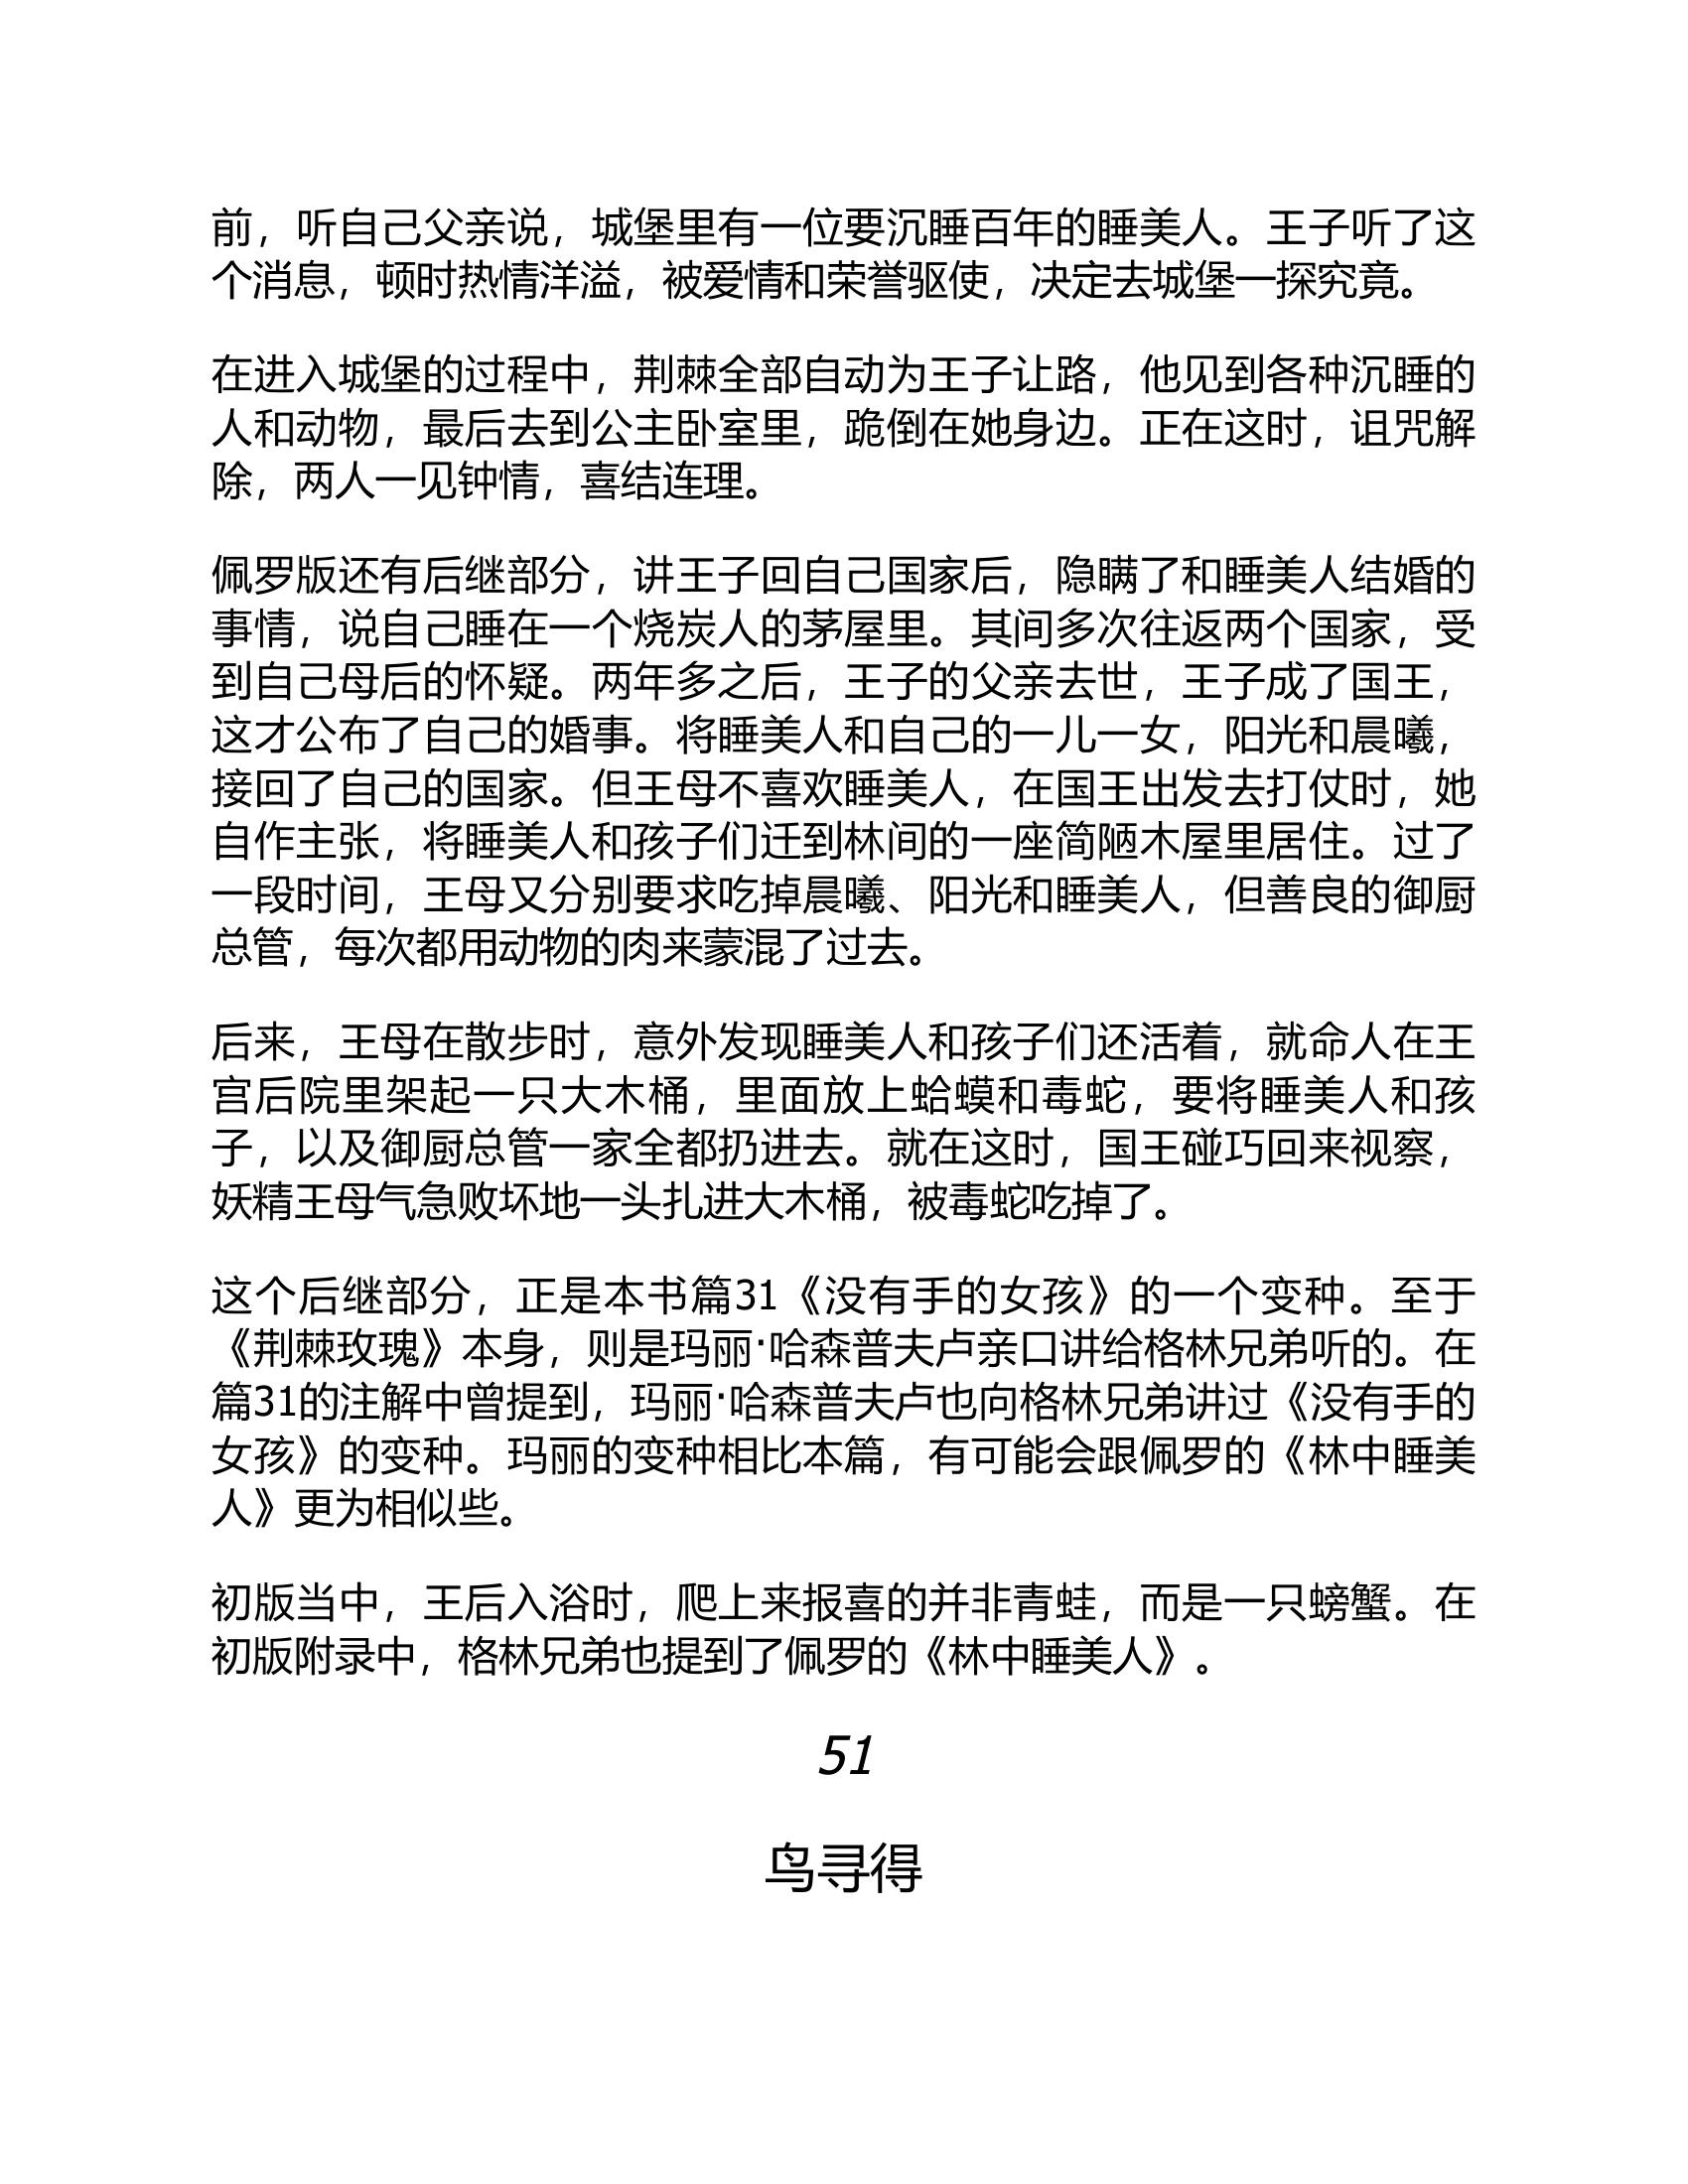 前，听自己父亲说，城堡里有一位要沉睡百年的睡美人。王子听了这
个消息，顿时热情洋溢，被爱情和荣誉驱使，决定去城堡一探究竟。
在进入城堡的过程中，荆棘全部自动为王子让路，他见到各种沉睡的
人和动物，最后去到公主卧室里，跪倒在她身边。正在这时，诅咒解
除，两人一见钟情，喜结连理。
佩罗版还有后继部分，讲王子回自己国家后，隐瞒了和睡美人结婚的
事情，说自己睡在一个烧炭人的茅屋里。其间多次往返两个国家，受
到自己母后的怀疑。两年多之后，王子的父亲去世，王子成了国王，
这才公布了自己的婚事。将睡美人和自己的一儿一女，阳光和晨曦，
接回了自己的国家。但王母不喜欢睡美人，在国王出发去打仗时，她
自作主张，将睡美人和孩子们迁到林间的一座简陋木屋里居住。过了
一段时间，王母又分别要求吃掉晨曦、阳光和睡美人，但善良的御厨
总管，每次都用动物的肉来蒙混了过去。
后来，王母在散步时，意外发现睡美人和孩子们还活着，就命人在王
宫后院里架起一只大木桶，里面放上蛤蟆和毒蛇，要将睡美人和孩
子，以及御厨总管一家全都扔进去。就在这时，国王碰巧回来视察，
妖精王母气急败坏地一头扎进大木桶，被毒蛇吃掉了。
这个后继部分，正是本书篇31《没有手的女孩》的一个变种。至于
《荆棘玫瑰》本身，则是玛丽·哈森普夫卢亲口讲给格林兄弟听的。在
篇31的注解中曾提到，玛丽·哈森普夫卢也向格林兄弟讲过《没有手的
女孩》的变种。玛丽的变种相比本篇，有可能会跟佩罗的《林中睡美
人》更为相似些。
初版当中，王后入浴时，爬上来报喜的并非青蛙，而是一只螃蟹。在
初版附录中，格林兄弟也提到了佩罗的《林中睡美人》。
51
鸟寻得